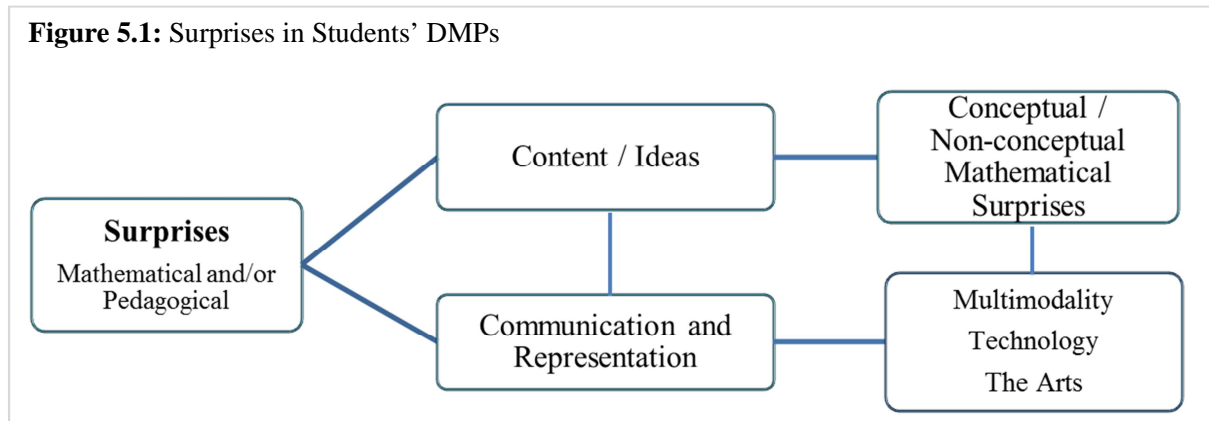 Figure 5.1: Surprises in Students’ DMPs
Surprises
Mathematical and/or
Pedagogical
Content / Ideas
Communication and
Representation
Conceptual /
Non-conceptual
Mathematical
Surprises
Multimodality
Technology
The Arts